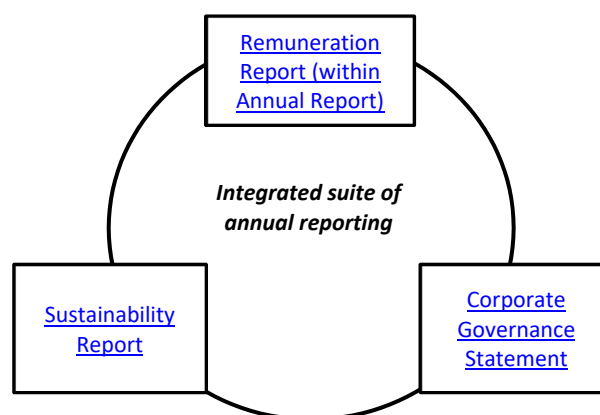 Remuneration
Report (within
Annual Report)
Integrated suite of
annual reporting
Sustainability
Report
Corporate
Governance
Statement